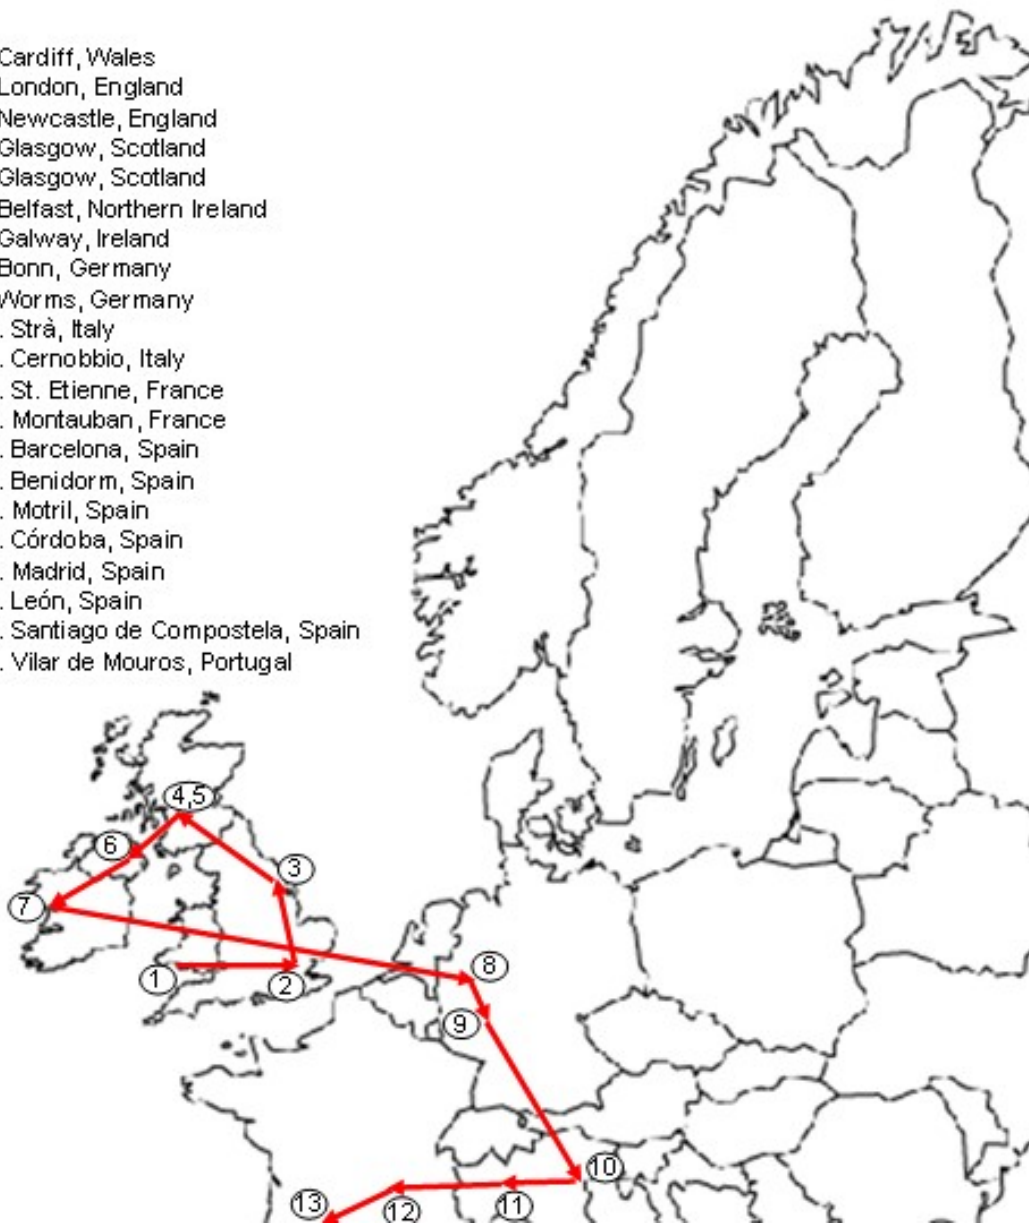 Cardiff, Wales
London, England
Newcastle, England
Glasgow, Scotland
Glasgow, Scotland
Belfast, Northern Ireland
Galway, Ireland
Bonn, Germany
Worms, Germany
. Strà, Italy
. Cernobbio, Italy
. St. Etienne, France
. Montauban, France
. Barcelona, Spain
. Benidorm, Spain
. Motril, Spain
. Córdoba, Spain
. Madrid, Spain
. León, Spain
. Santiago de Compostela, Spain
. Vilar de Mouros, Portugal
4,5
6
3
7
1
2
8
9
10
11
12
13